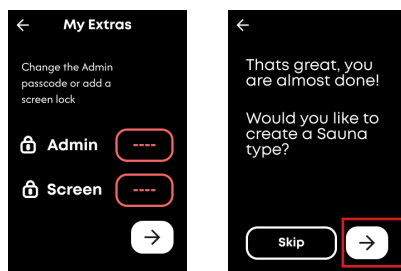 My Extras
Change the Admin
passcode or add a
screen lock
Admin
----
Screen
----
Thats great, you
are almost done!
Would you like to
create a Sauna
type?
Skip